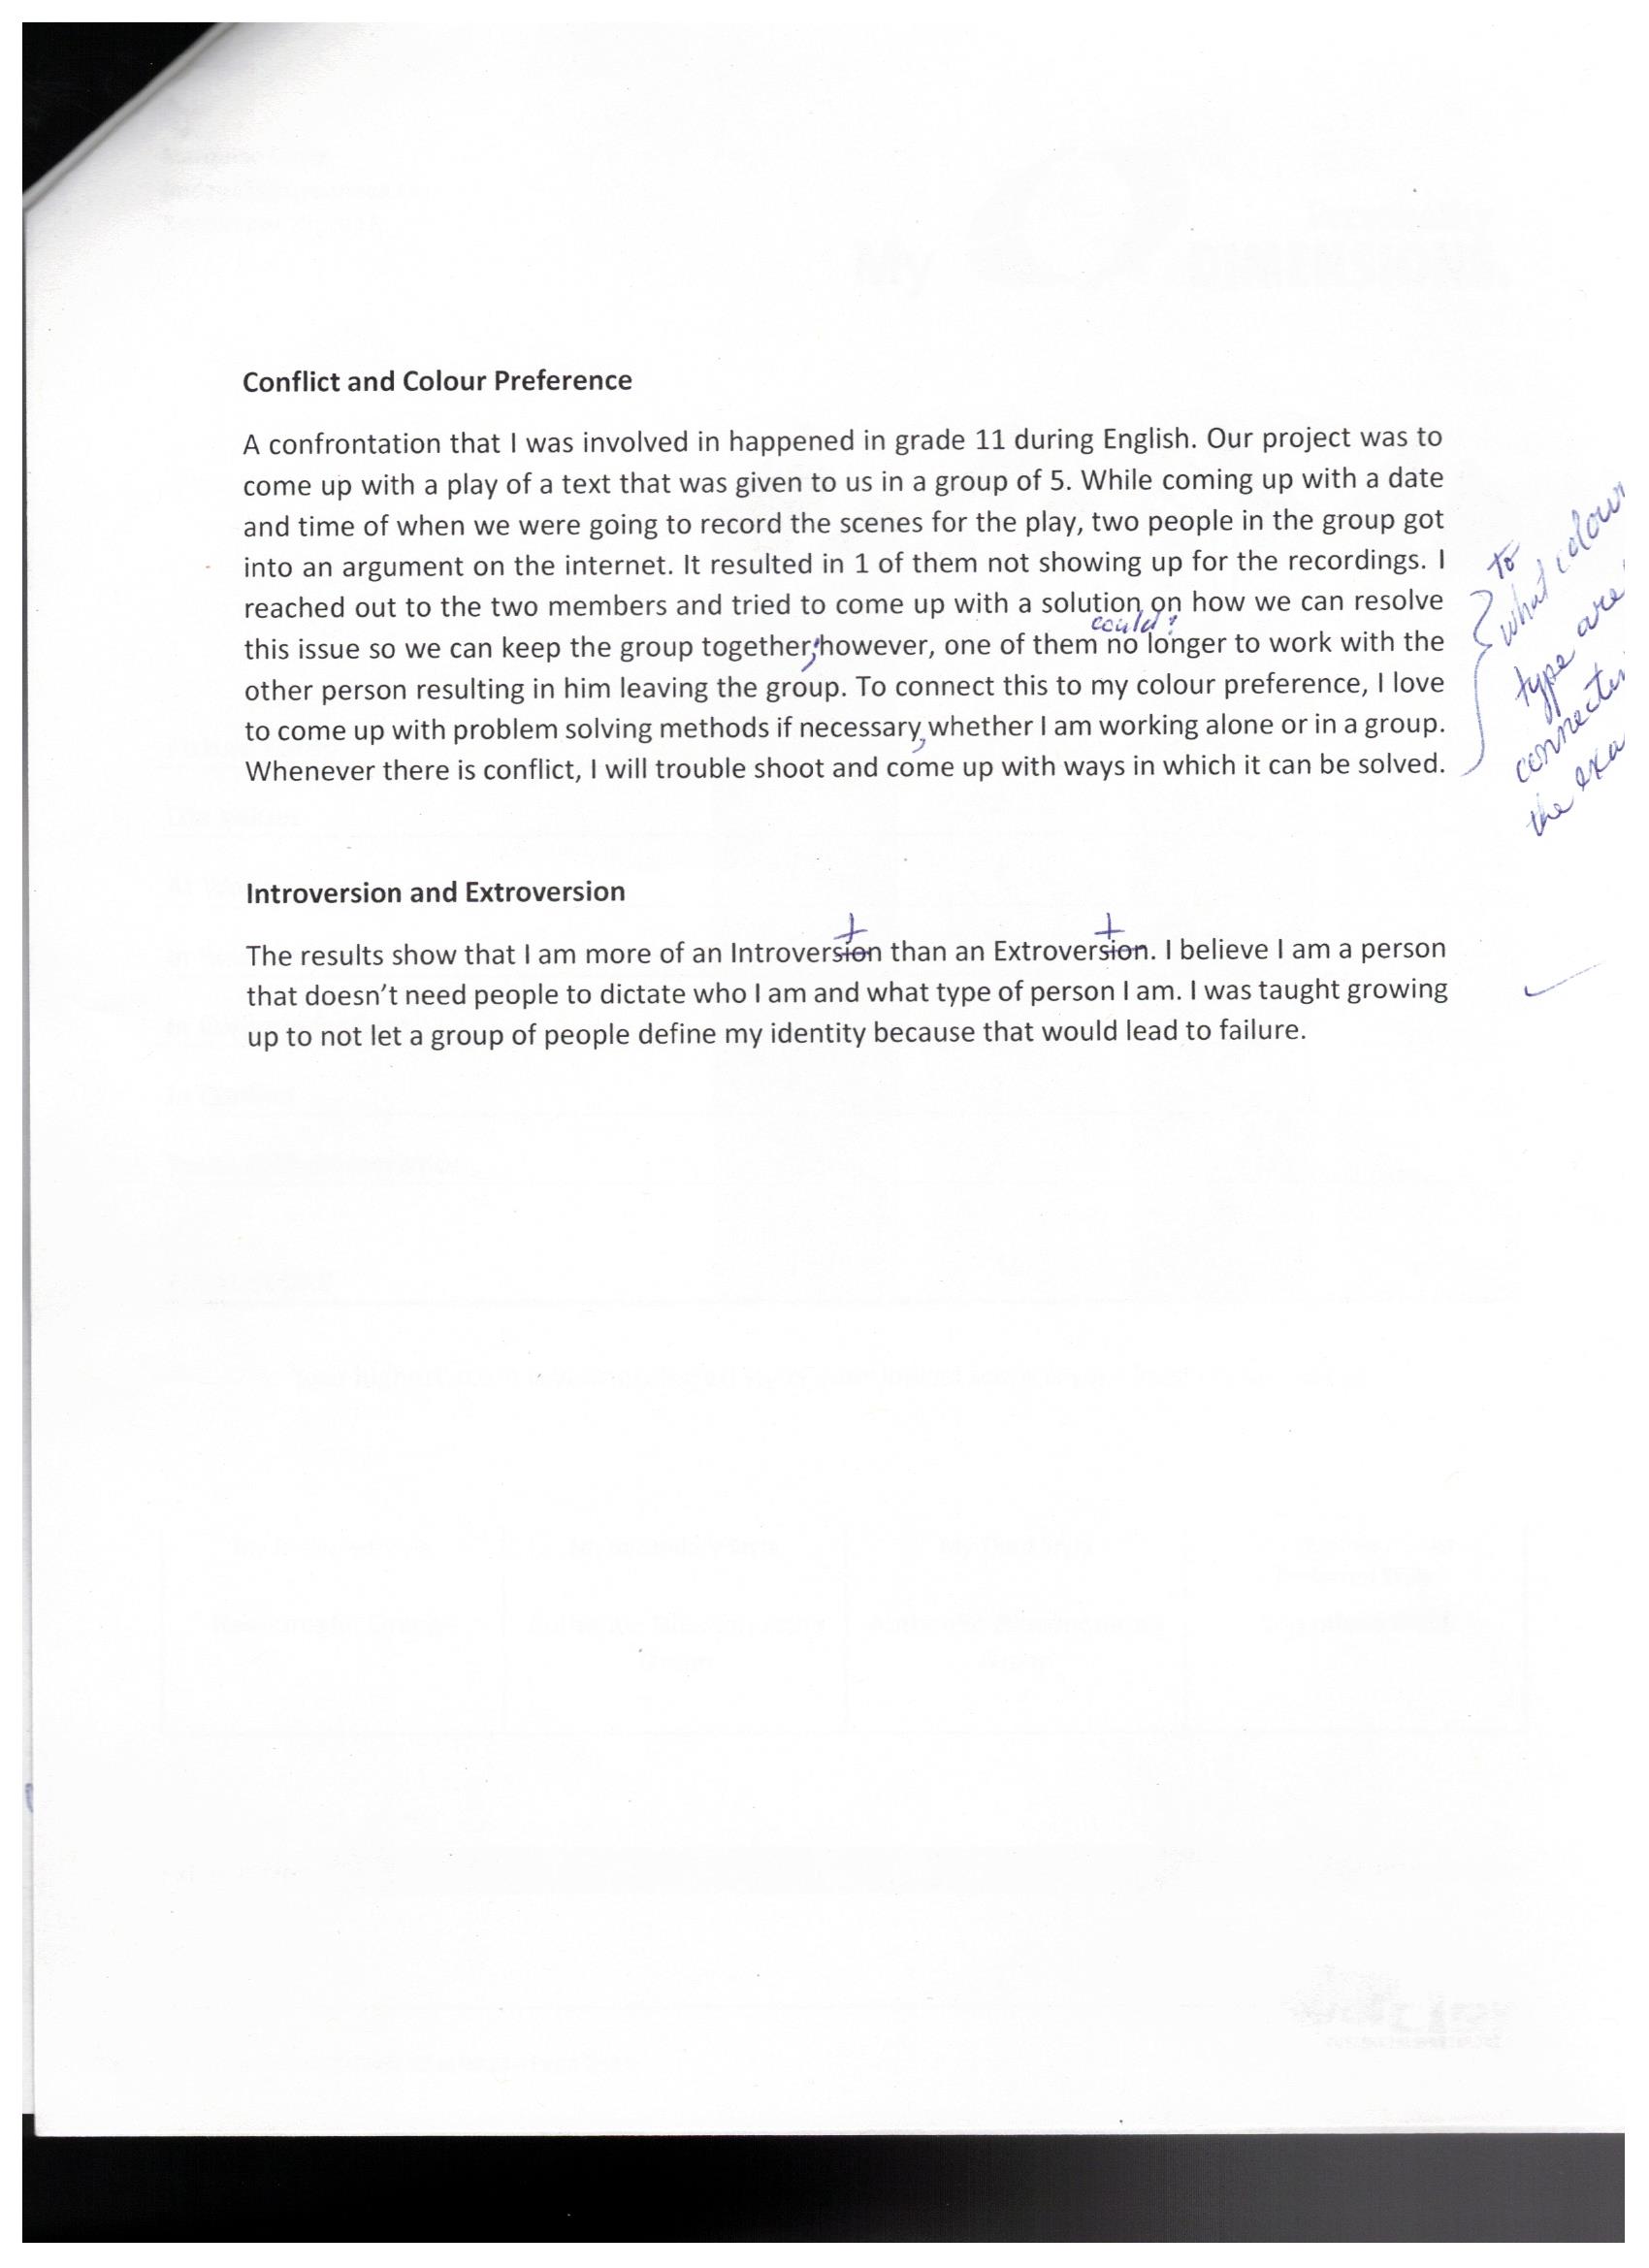 Conflict and Colour Preference
A confrontation that I was involved in happened in grade 11 during English. Our project was to
come up with a play of a text that was given to us in a group of 5. While coming up with a date
and time of when we were going to record the scenes for the play, two people in the group got
into an argument on the internet. It resulted in 1 of them not showing up for the recordings. I
reached out to the two members and tried to come up with a solution on how we can resolve
could?
this issue so we can keep the group together; however, one of them no longer to work with the
other person resulting in him leaving the group. To connect this to my colour preference, I love
to come up with problem solving methods if necessary, whether I am working alone or in a group.
Whenever there is conflict, I will trouble shoot and come up with ways in which it can be solved.
to
what colour
type are
connectin
the exa
Introversion and Extroversion
t t
The results show that I am more of an Introversion than an Extroversion. I believe I am a person
that doesn't need people to dictate who I am and what type of person I am. I was taught growing
up to not let a group of people define my identity because that would lead to failure.